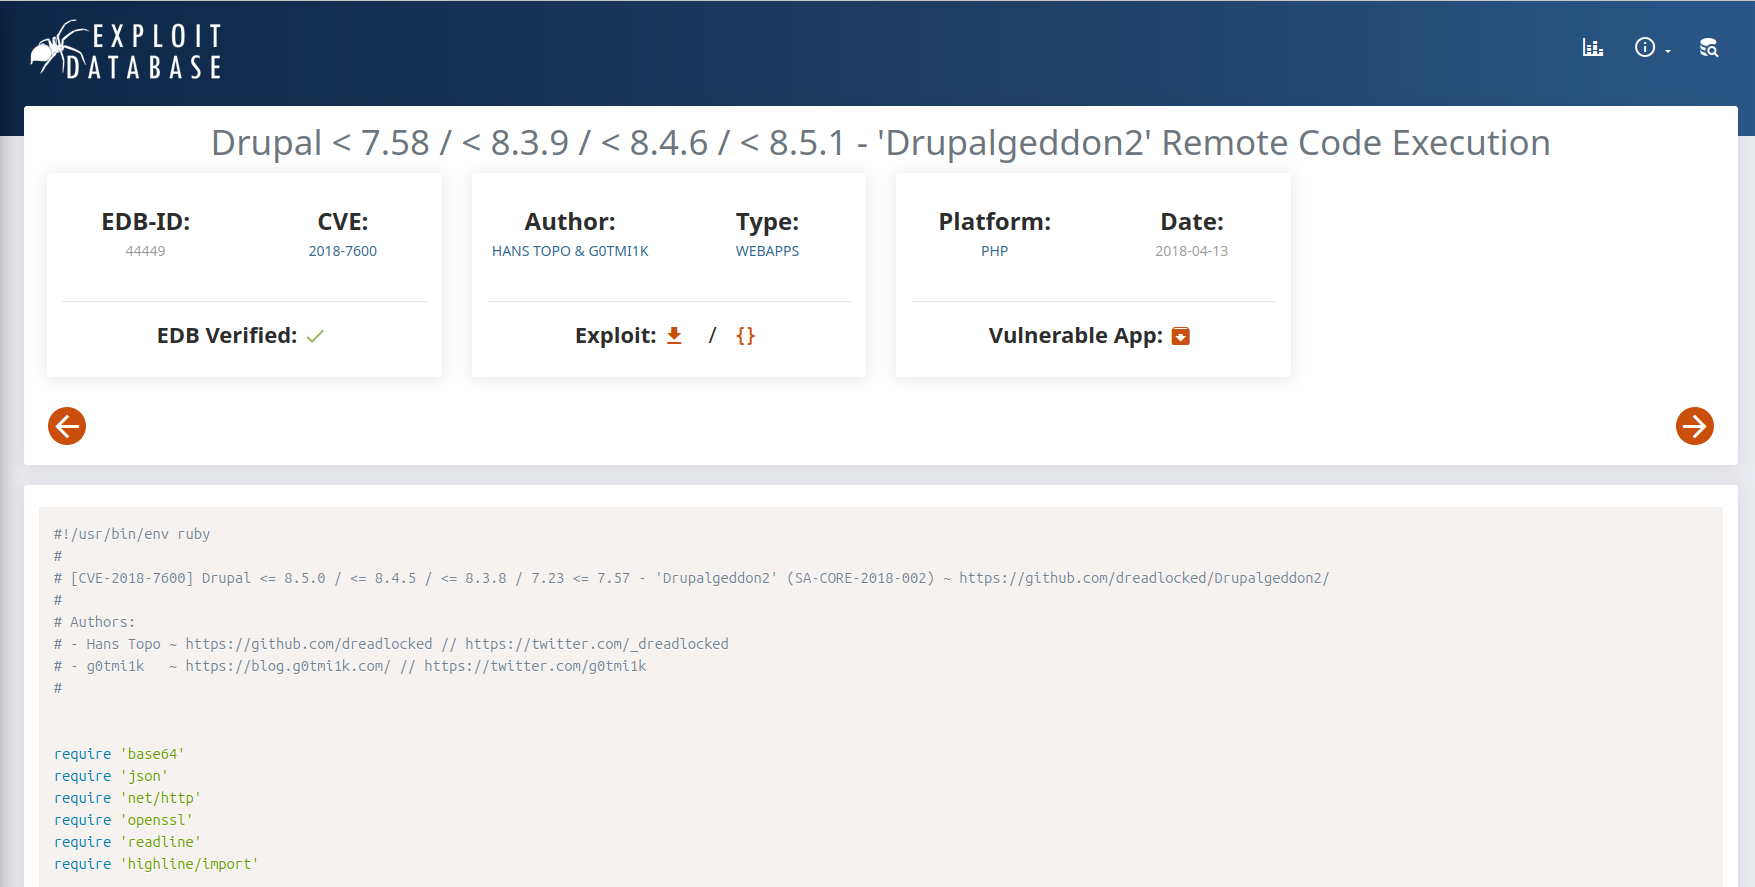 EXPLOIT
DATABASE
Drupal < 7.58 / < 8.3.9 / < 8.4.6 / < 8.5.1 - 'Drupalgeddon2' Remote Code Execution
EDB-ID:
44449
CVE:
2018-7600
EDB Verified:
Author:
HANS TOPO & G0TMI1K
Type:
WEBAPPS
Exploit: / {}
Platform:
PHP
Date:
2018-04-13
Vulnerable App:
#!/usr/bin/env ruby
#
# [CVE-2018-7600] Drupal <= 8.5.0 / <= 8.4.5 / <= 8.3.8 / 7.23 <= 7.57 - 'Drupalgeddon2' (SA-CORE-2018-002) ~ https://github.com/dreadlocked/Drupalgeddon2/
#
# Authors:
# - Hans Topo ~ https://github.com/dreadlocked // https://twitter.com/_dreadlocked
# - g0tmi1k   ~ https://blog.g0tmi1k.com/ // https://twitter.com/g0tmi1k
#
require 'base64'
require 'json'
require 'net/http'
require 'openssl'
require 'readline'
require 'highline/import'